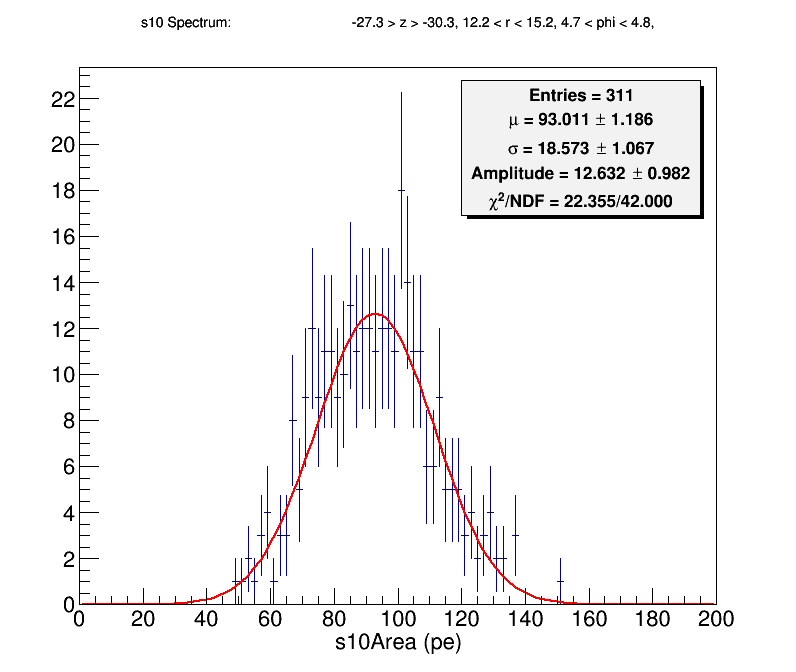 s10 Spectrum: -27.3 > z > -30.3, 12.2 < r < 15.2, 4.7 < phi < 4.8,
Entries = 311
μ = 93.011 ± 1.186
σ = 18.573 ± 1.067
Amplitude = 12.632 ± 0.982
χ²/NDF = 22.355/42.000
22
20
18
16
14
12
10
8
6
4
2
0
0 20 40 60 80 100 120 140 160 180 200
s10Area (pe)